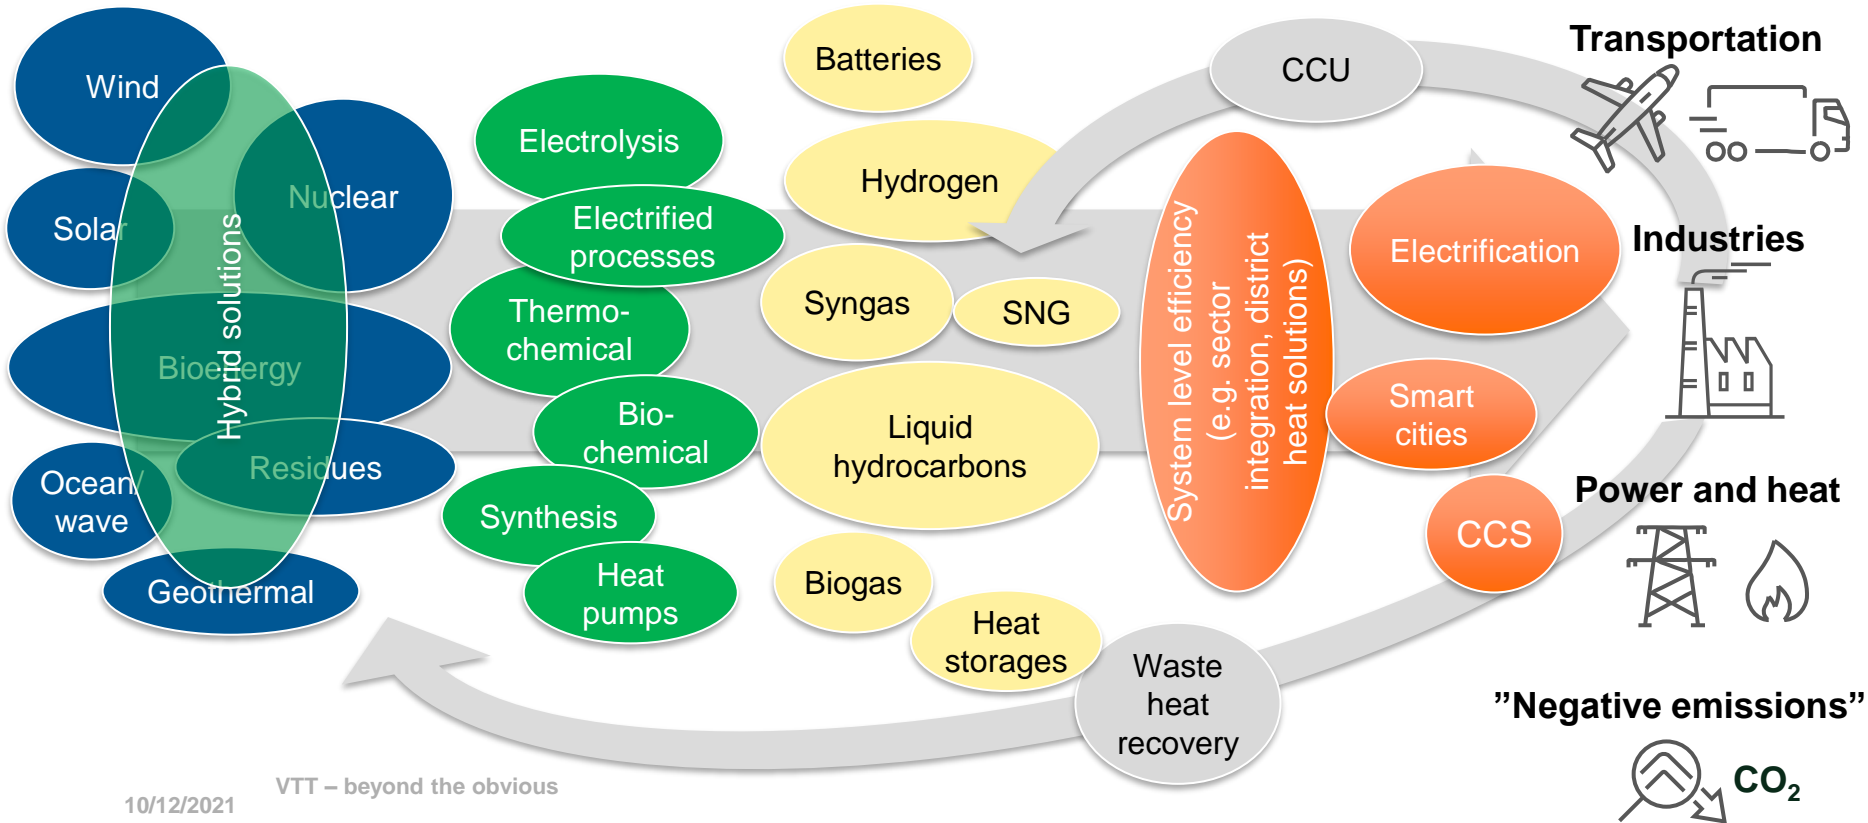 Wind
Solar
Nuclear
Hybrid solutions
Bioenergy
Residues
Ocean/
wave
Geothermal
Electrolysis
Electrified
processes
Thermo-
chemical
Bio-
chemical
Synthesis
Heat
pumps
Batteries
Hydrogen
Syngas
SNG
Liquid
hydrocarbons
Biogas
Heat
storages
CCU
System level efficiency
(e.g. sector
integration, district
heat solutions)
Electrification
Smart
cities
CCS
Waste
heat
recovery
Transportation
Industries
Power and heat
”Negative emissions”
CO₂
VTT – beyond the obvious
10/12/2021